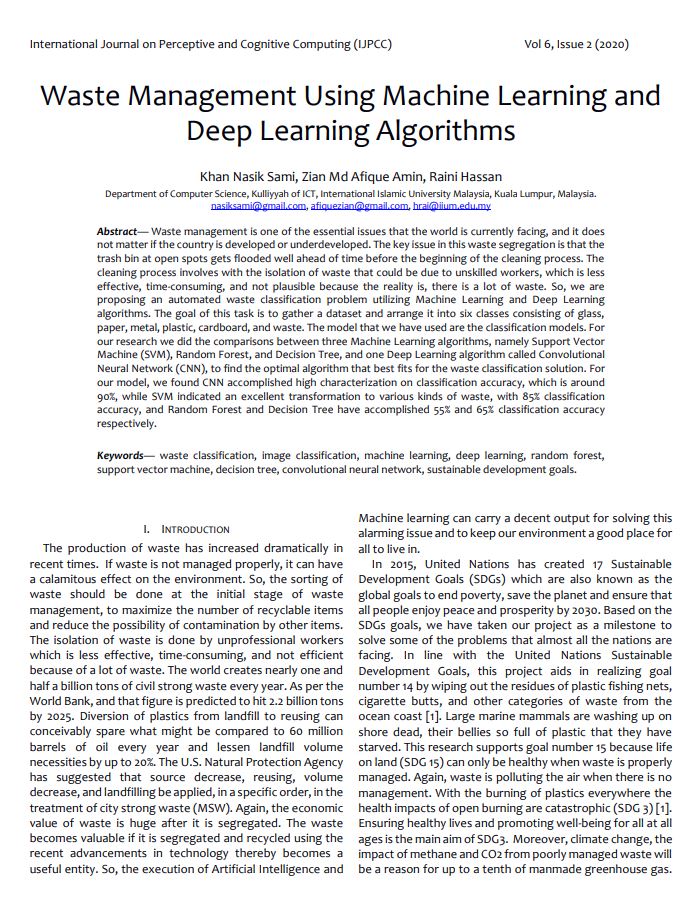 International Journal on Perceptive and Cognitive Computing (IJPCC) Vol 6, Issue 2 (2020)
Waste Management Using Machine Learning and
Deep Learning Algorithms
Khan Nasik Sami, Zian Md Afique Amin, Raini Hassan
Department of Computer Science, Kulliyyah of ICT, International Islamic University Malaysia, Kuala Lumpur, Malaysia.
nasiksami@gmail.com, afiquezian@gmail.com, hrai@iium.edu.my
Abstract— Waste management is one of the essential issues that the world is currently facing, and it does
not matter if the country is developed or underdeveloped. The key issue in this waste segregation is that the
trash bin at open spots gets flooded well ahead of time before the beginning of the cleaning process. The
cleaning process involves with the isolation of waste that could be due to unskilled workers, which is less
effective, time-consuming, and not plausible because the reality is, there is a lot of waste. So, we are
proposing an automated waste classification problem utilizing Machine Learning and Deep Learning
algorithms. The goal of this task is to gather a dataset and arrange it into six classes consisting of glass,
paper, metal, plastic, cardboard, and waste. The model that we have used are the classification models. For
our research we did the comparisons between three Machine Learning algorithms, namely Support Vector
Machine (SVM), Random Forest, and Decision Tree, and one Deep Learning algorithm called Convolutional
Neural Network (CNN), to find the optimal algorithm that best fits for the waste classification solution. For
our model, we found CNN accomplished high characterization on classification accuracy, which is around
90%, while SVM indicated an excellent transformation to various kinds of waste, with 85% classification
accuracy, and Random Forest and Decision Tree have accomplished 55% and 65% classification accuracy
respectively.
Keywords— waste classification, image classification, machine learning, deep learning, random forest,
support vector machine, decision tree, convolutional neural network, sustainable development goals.
I. INTRODUCTION
The production of waste has increased dramatically in
recent times. If waste is not managed properly, it can have
a calamitous effect on the environment. So, the sorting of
waste should be done at the initial stage of waste
management, to maximize the number of recyclable items
and reduce the possibility of contamination by other items.
The isolation of waste is done by unprofessional workers
which is less effective, time-consuming, and not efficient
because of a lot of waste. The world creates nearly one and
half a billion tons of civil strong waste every year. As per the
World Bank, and that figure is predicted to hit 2.2 billion tons
by 2025. Diversion of plastics from landfill to reusing can
conceivably spare what might be compared to 60 million
barrels of oil every year and lessen landfill volume
necessities by up to 20%. The U.S. Natural Protection Agency
has suggested that source decrease, reusing, volume
decrease, and landfilling be applied, in a specific order, in the
treatment of city strong waste (MSW). Again, the economic
value of waste is huge after it is segregated. The waste
becomes valuable if it is segregated and recycled using the
recent advancements in technology thereby becomes a
useful entity. So, the execution of Artificial Intelligence and
Machine learning can carry a decent output for solving this
alarming issue and to keep our environment a good place for
all to live in.
In 2015, United Nations has created 17 Sustainable
Development Goals (SDGs) which are also known as the
global goals to end poverty, save the planet and ensure that
all people enjoy peace and prosperity by 2030. Based on the
SDGs goals, we have taken our project as a milestone to
solve some of the problems that almost all the nations are
facing. In line with the United Nations Sustainable
Development Goals, this project aids in realizing goal
number 14 by wiping out the residues of plastic fishing nets,
cigarette butts, and other categories of waste from the
ocean coast [1]. Large marine mammals are washing up on
shore dead, their bellies so full of plastic that they have
starved. This research supports goal number 15 because life
on land (SDG 15) can only be healthy when waste is properly
managed. Again, waste is polluting the air when there is no
management. With the burning of plastics everywhere the
health impacts of open burning are catastrophic (SDG 3) [1].
Ensuring healthy lives and promoting well-being for all at all
ages is the main aim of SDG3. Moreover, climate change, the
impact of methane and CO2 from poorly managed waste will
be a reason for up to a tenth of manmade greenhouse gas.